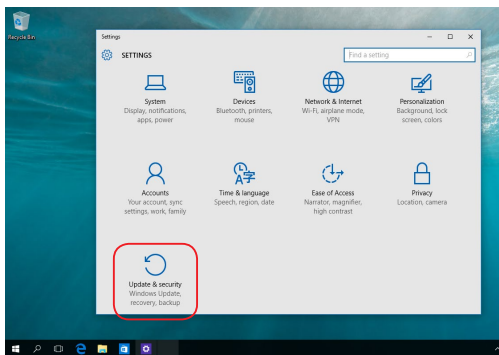 Recycle Bin
Settings
SETTINGS
Find a setting
System
Display, notifications,
apps, power
Devices
Bluetooth, printers,
mouse
Network & Internet
Wi-Fi, airplane mode,
VPN
Personalization
Background, lock
screen, colors
Accounts
Your account, sync
settings, work, family
Time & language
Speech, region, date
Ease of Access
Narrator, magnifier,
high contrast
Privacy
Location, camera
Update & security
Windows Update,
recovery, backup